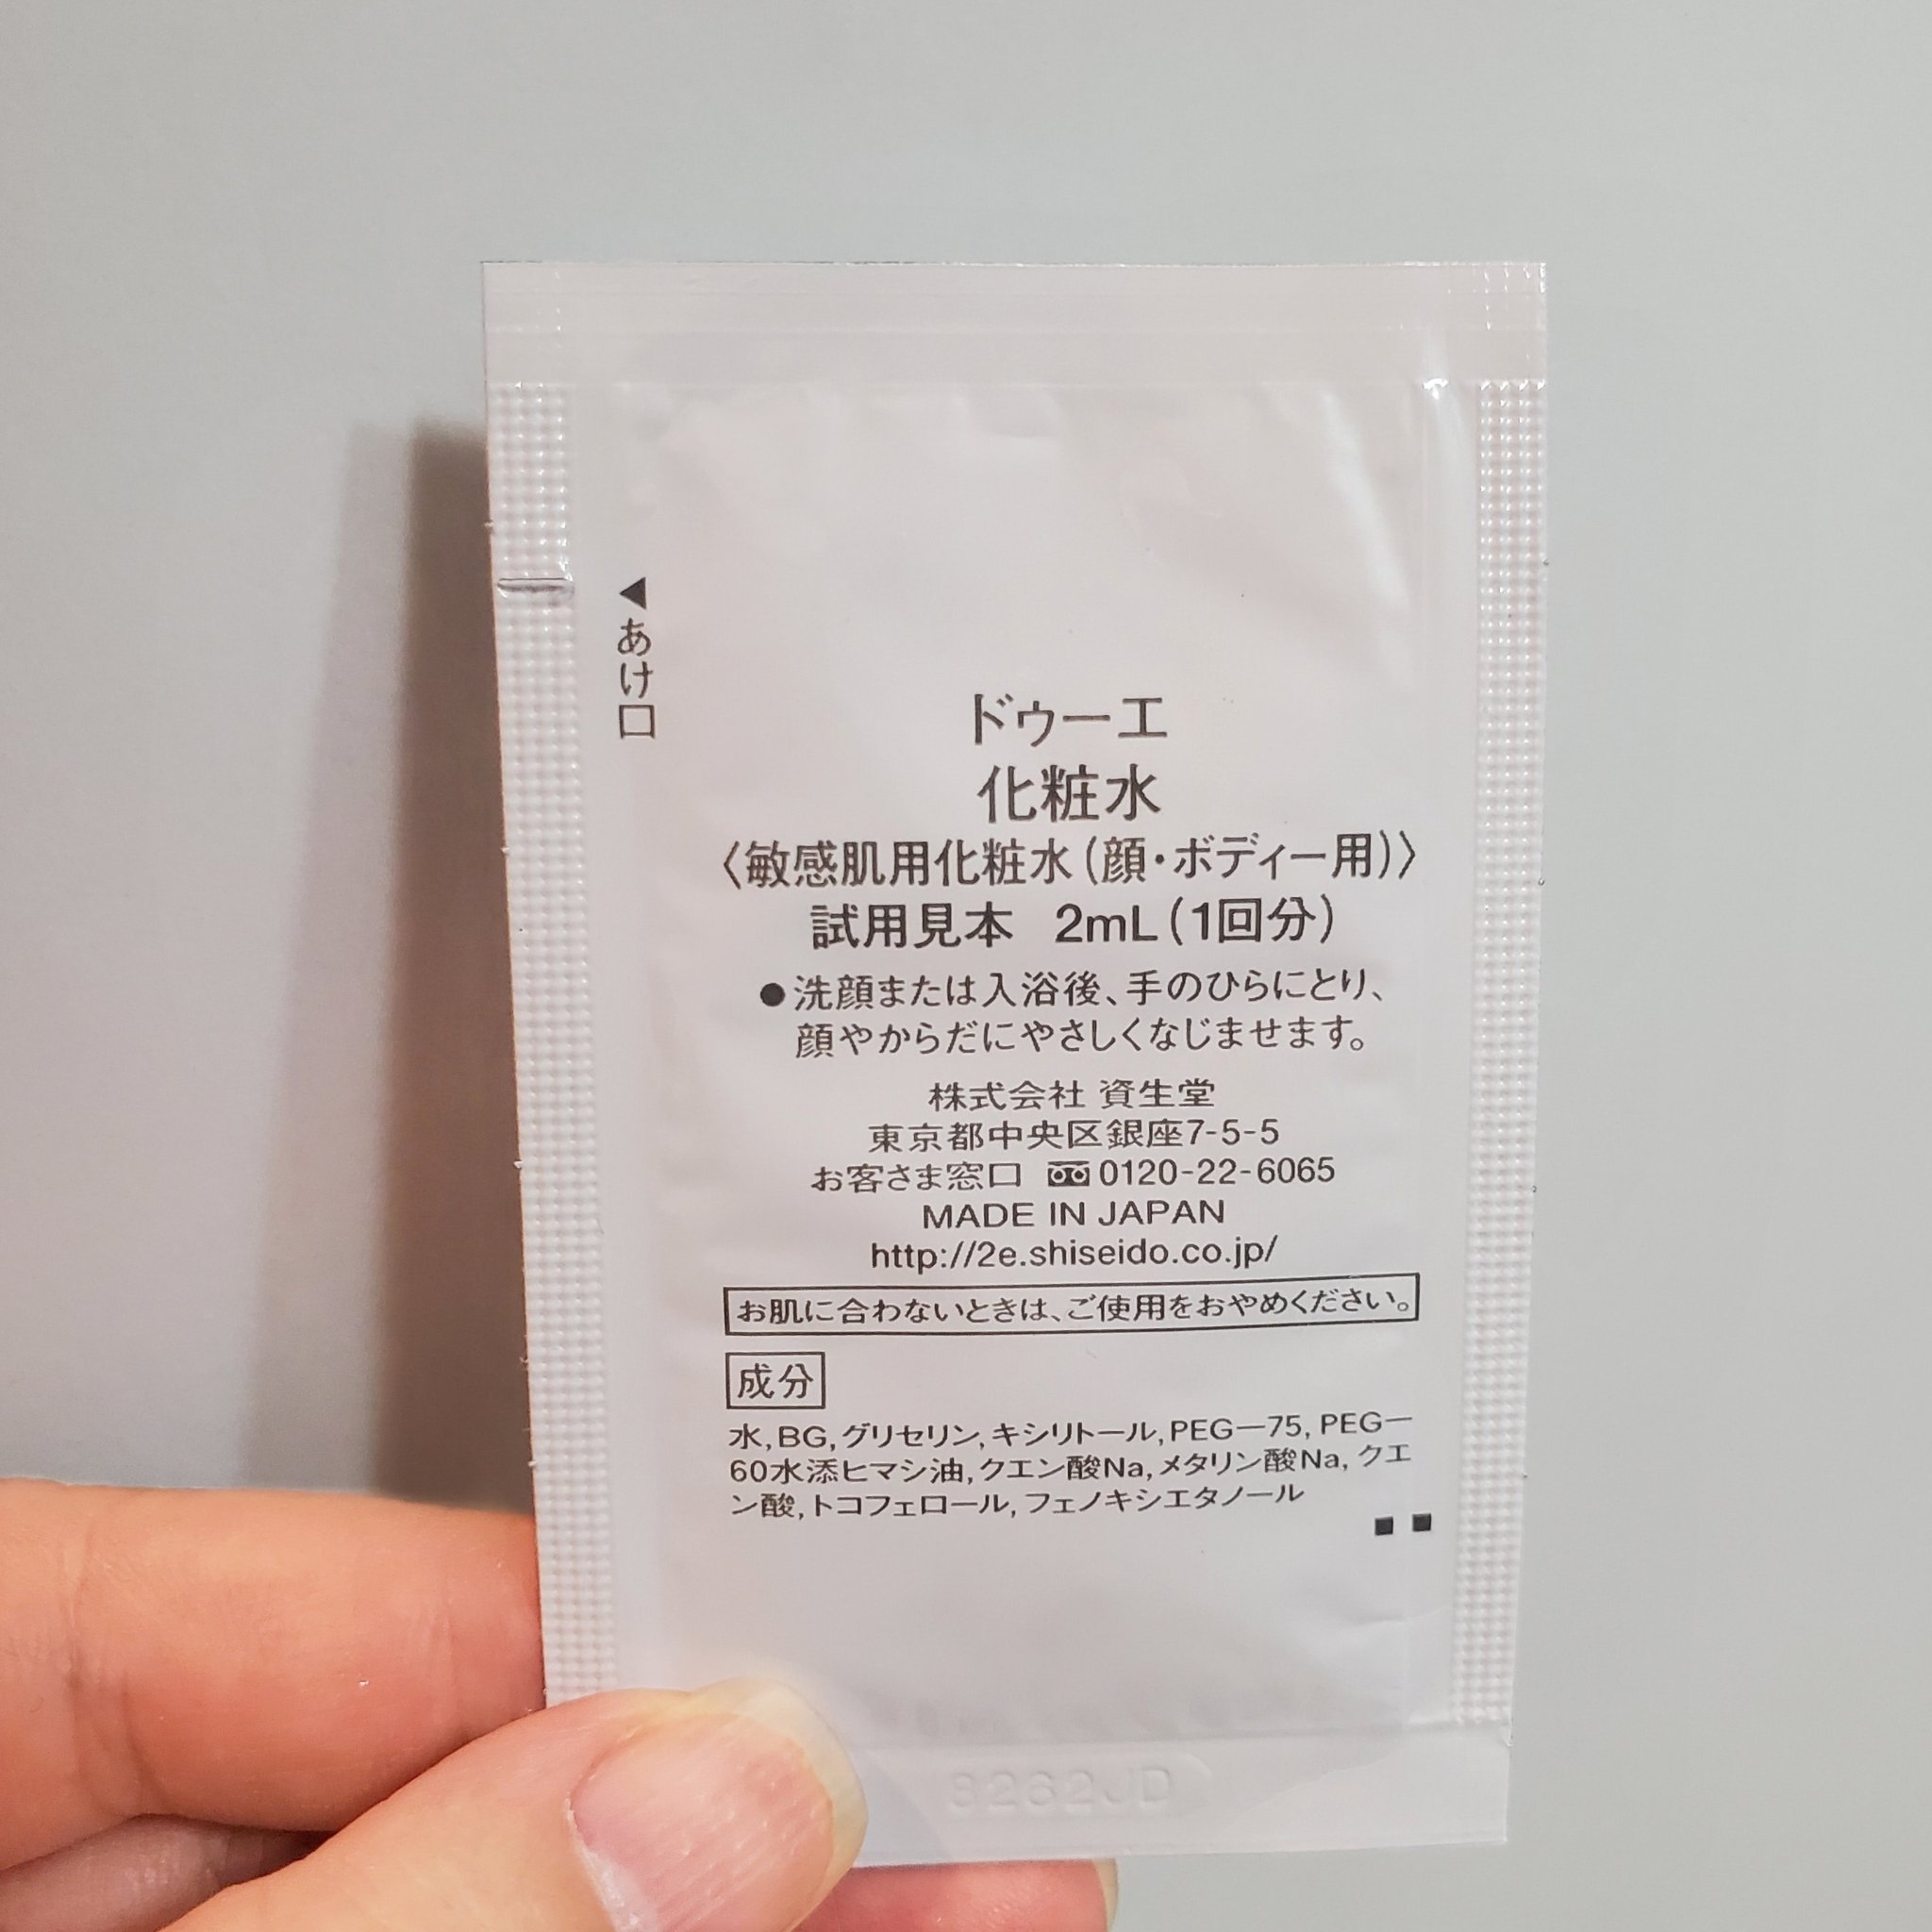 ◀あけ口
ドゥーエ
化粧水
〈敏感肌用化粧水(顔・ボディー用)〉
試用見本 2mL(1回分)
●洗顔または入浴後、手のひらにとり、
顔やからだにやさしくなじませます。
株式会社 資生堂
東京都中央区銀座7-5-5
お客さま窓口 0120-22-6065
MADE IN JAPAN
http://2e.shiseido.co.jp/
お肌に合わないときは、ご使用をおやめください。
成分
水,BG,グリセリン,キシリトール,PEG—75,PEG—
60水添ヒマシ油,クエン酸Na,メタリン酸Na,クエ
ン酸,トコフェロール,フェノキシエタノール
8262JD